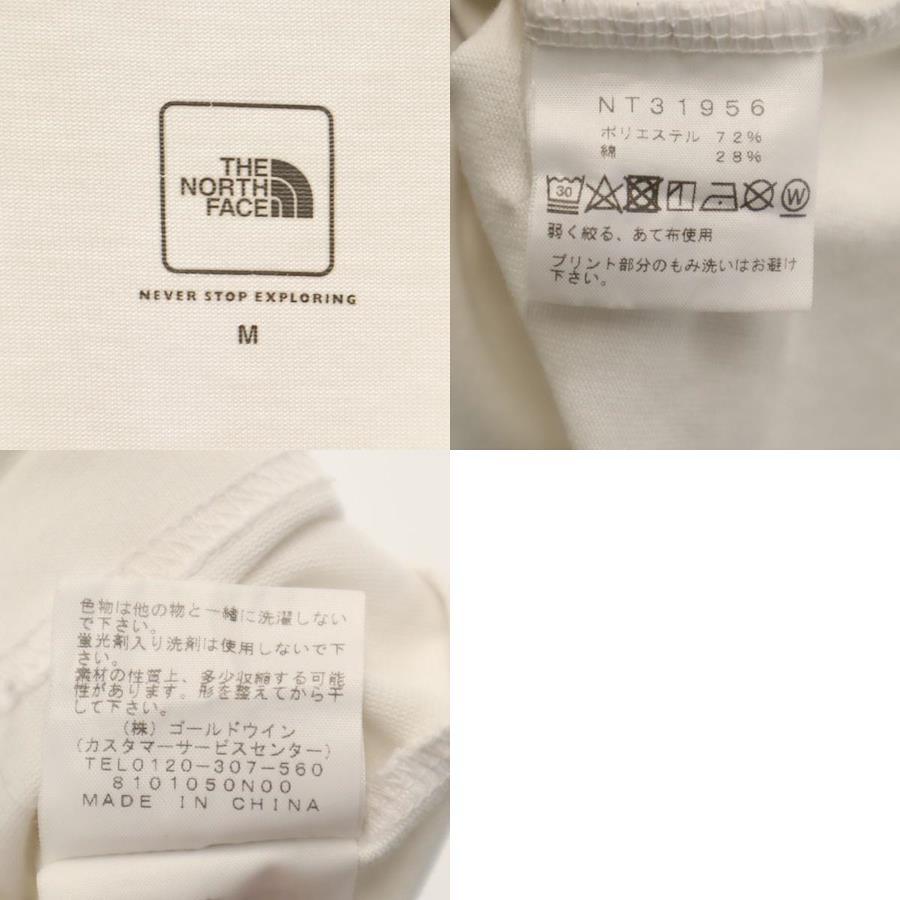 THE
NORTH
FACE
NEVER STOP EXPLORING
M
NT31956
ポリエステル 72%
綿 28%
30 W
弱く絞る、あて布使用
プリント部分のもみ洗いはお避け
下さい。
色物は他の物と一緒に洗濯しない
で下さい。
蛍光剤入り洗剤は使用しないで下
さい。
素材の性質上、多少収縮する可能
性があります。形を整えてから干
して下さい。
(株)ゴールドウイン
(カスタマーサービスセンター)
TEL0120-307-560
8101050N00
MADE IN CHINA